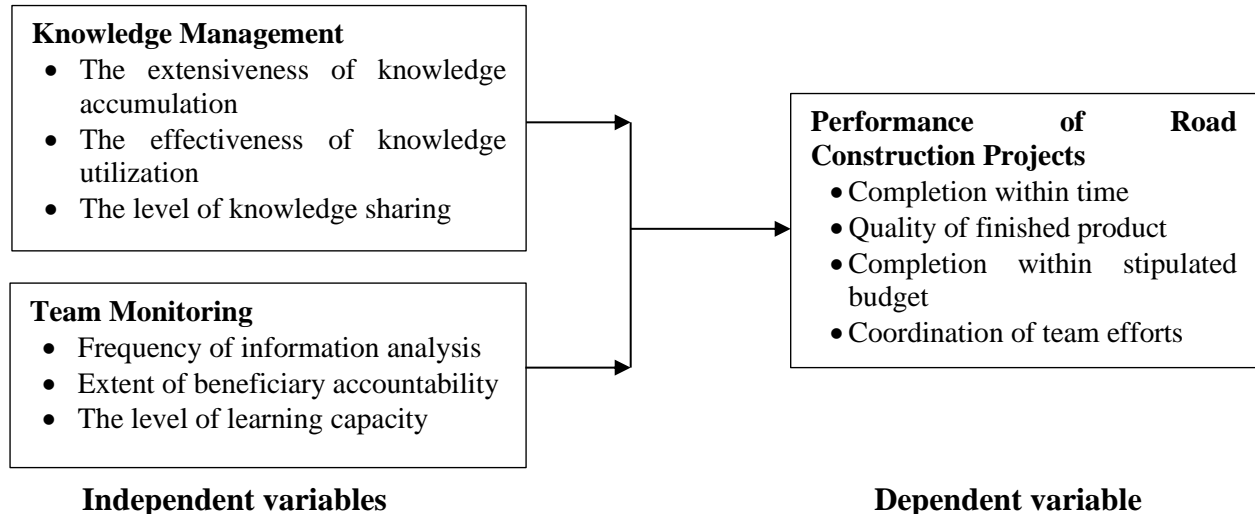 Knowledge Management
• The extensiveness of knowledge
accumulation
• The effectiveness of knowledge
utilization
• The level of knowledge sharing
Team Monitoring
• Frequency of information analysis
• Extent of beneficiary accountability
• The level of learning capacity
Independent variables
Performance of Road
Construction Projects
• Completion within time
• Quality of finished product
• Completion within stipulated
budget
• Coordination of team efforts
Dependent variable